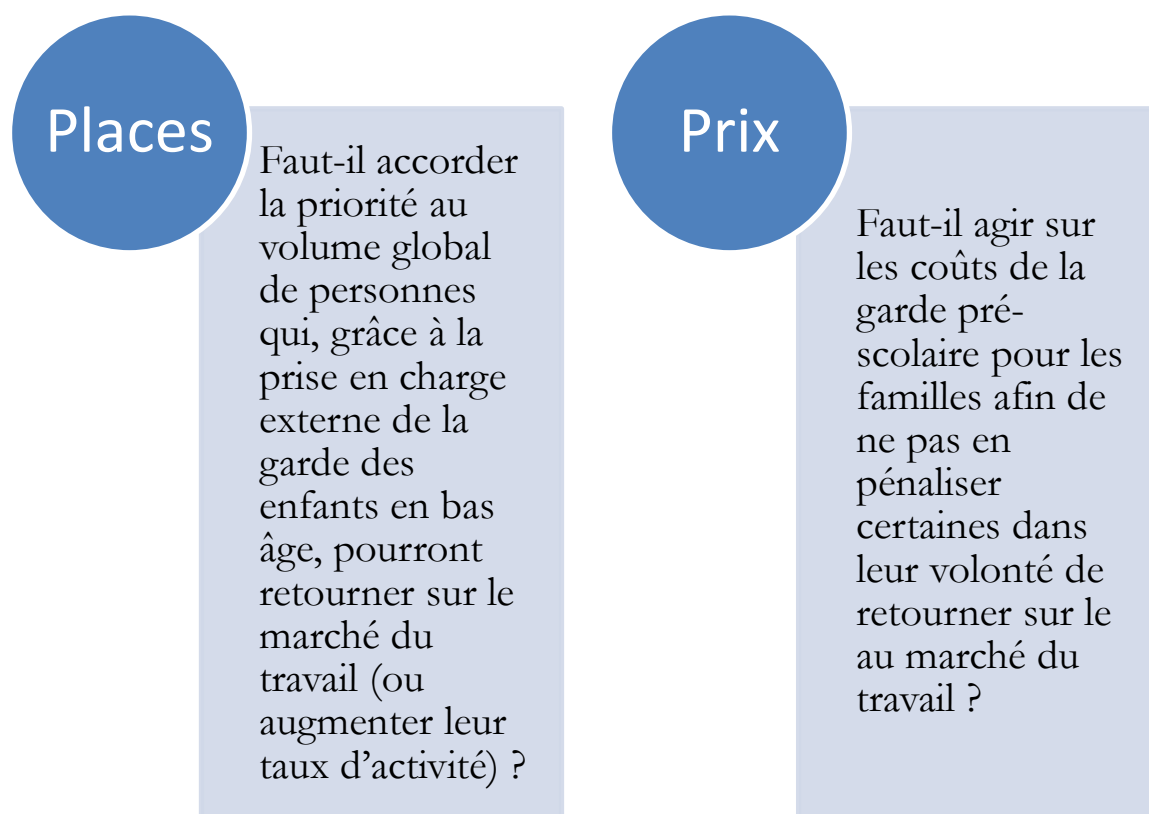 Places
Faut-il accorder
la priorité au
volume global
de personnes
qui, grâce à la
prise en charge
externe de la
garde des
enfants en bas
âge, pourront
retourner sur le
marché du
travail (ou
augmenter leur
taux d’activité) ?
Prix
Faut-il agir sur
les coûts de la
garde pré-
scolaire pour les
familles afin de
ne pas en
pénaliser
certaines dans
leur volonté de
retourner sur le
au marché du
travail ?